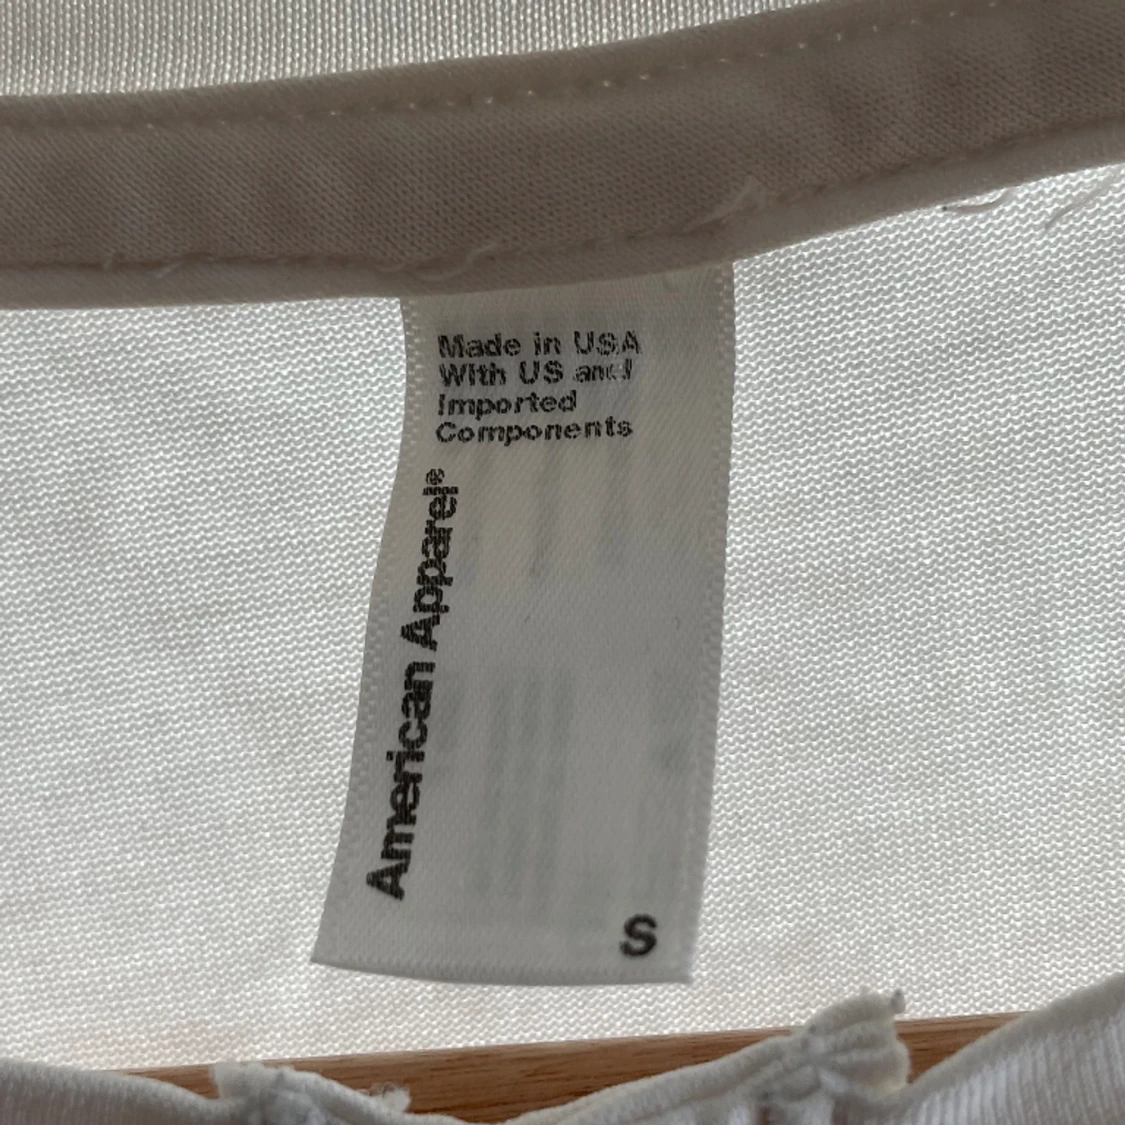 Made in USA
With US and
Imported
Components
American Apparel®
S